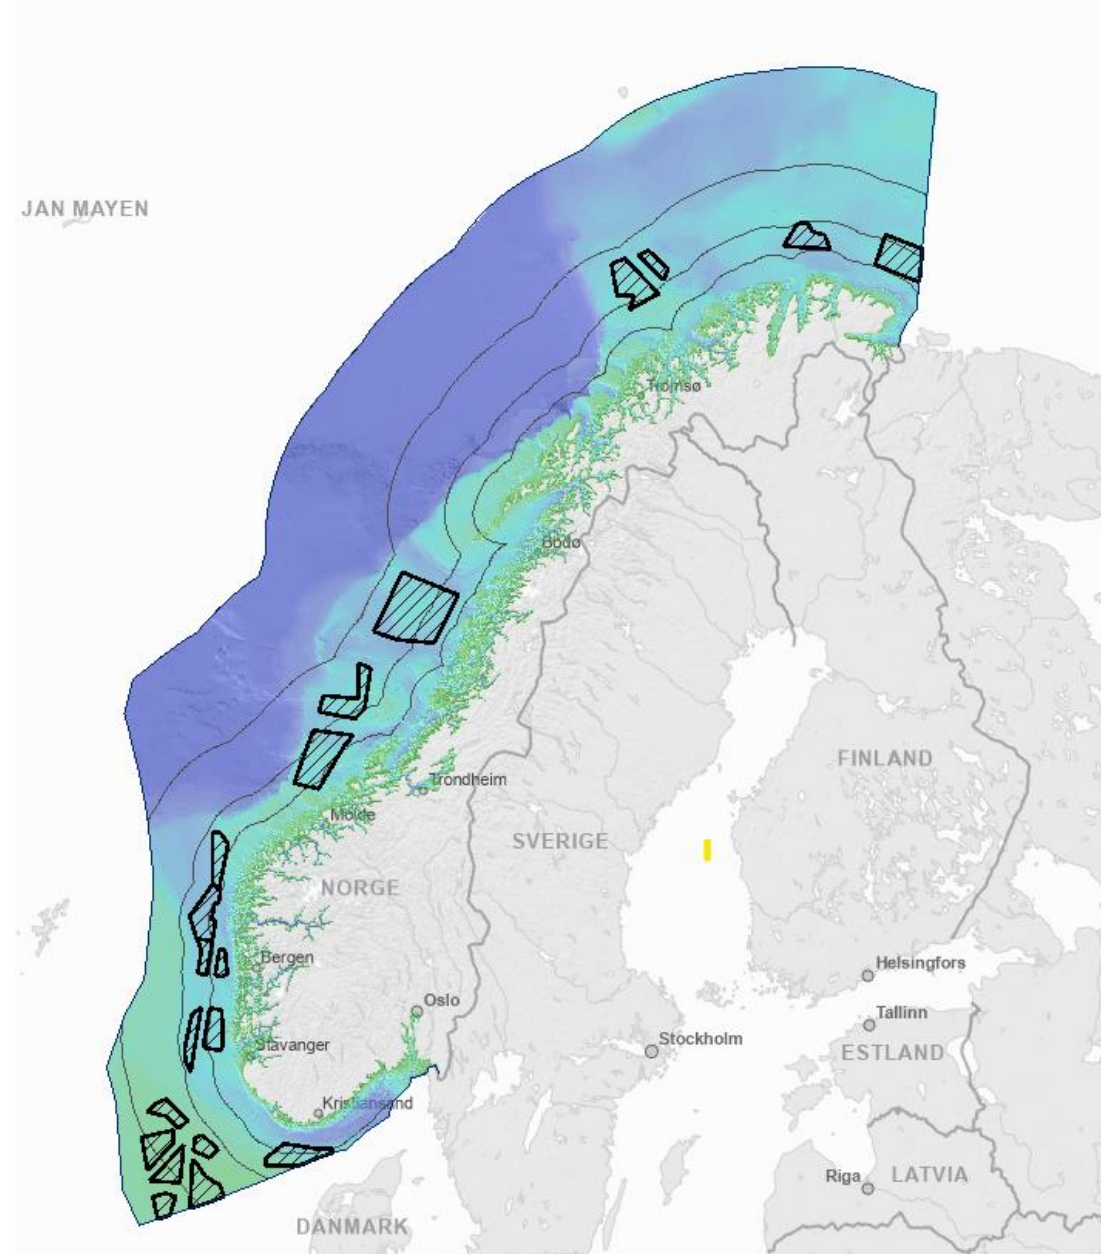 JAN MAYEN
Tromsø
Bodø
FINLAND
Trondheim
Molde
SVERIGE
NORGE
Bergen
Helsingfors
Oslo
Tallinn
Stockholm
Stavanger
ESTLAND
Kristiansand
Riga
LATVIA
DANMARK